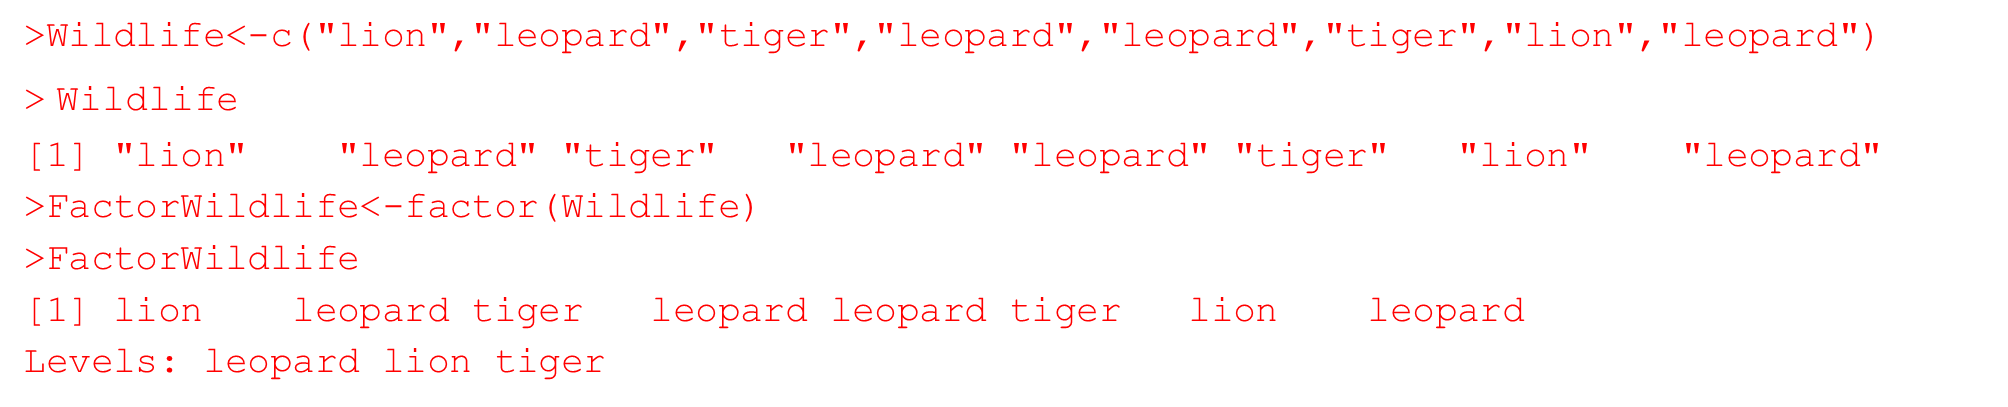 >Wildlife<-c("lion","leopard","tiger","leopard","leopard","tiger","lion","leopard")
> Wildlife
[1] "lion"    "leopard" "tiger"   "leopard" "leopard" "tiger"   "lion"    "leopard"
>FactorWildlife<-factor(Wildlife)
>FactorWildlife
[1] lion    leopard tiger   leopard leopard tiger   lion    leopard
Levels: leopard lion tiger